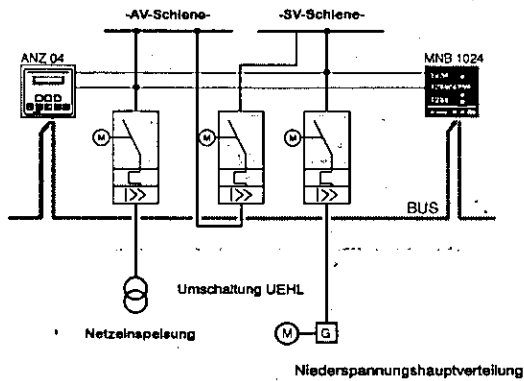 -AV-Schiene-
-SV-Schiene-
ANZ 04
MNB 1024
M
M
M
I>>
I>>
I>>
BUS
Umschaltung UEHL
Netzeinspeisung
M
G
Niederspannungshauptverteilung